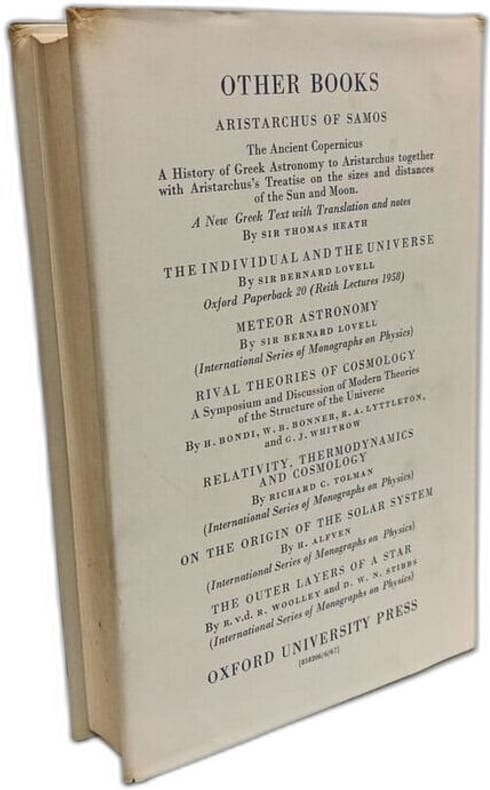 OTHER BOOKS
ARISTARCHUS OF SAMOS
The Ancient Copernicus
A History of Greek Astronomy to Aristarchus together
with Aristarchus's Treatise on the sizes and distances
of the Sun and Moon.
A New Greek Text with Translation and notes
By SIR THOMAS HEATH
THE INDIVIDUAL AND THE UNIVERSE
By SIR BERNARD LOVELL
Oxford Paperback 20 (Reith Lectures 1958)
METEOR ASTRONOMY
By SIR BERNARD LOVELL
(International Series of Monographs on Physics)
RIVAL THEORIES OF COSMOLOGY
A Symposium and Discussion of Modern Theories
of the Structure of the Universe
By H. BONDI, W. B. BONNER, R. A. LYTTLETON,
and G. J. WHITROW
RELATIVITY, THERMODYNAMICS
AND COSMOLOGY
By RICHARD C. TOLMAN
(International Series of Monographs on Physics)
ON THE ORIGIN OF THE SOLAR SYSTEM
By H. ALFVEN
(International Series of Monographs on Physics)
THE OUTER LAYERS OF A STAR
By R. v.d. R. WOOLLEY and D. W. N. STIBBS
(International Series of Monographs on Physics)
OXFORD UNIVERSITY PRESS
[858206/6/67]